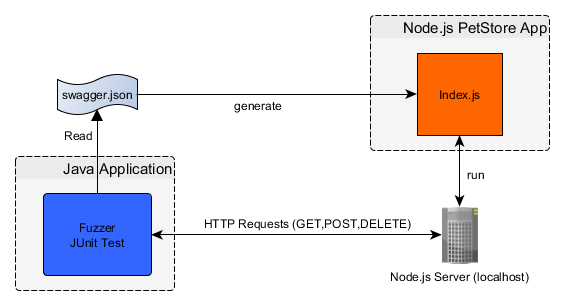 Node.js PetStore App
swagger.json
Index.js
generate
Read
Java Application
run
Fuzzer
JUnit Test
HTTP Requests (GET,POST,DELETE)
Node.js Server (localhost)